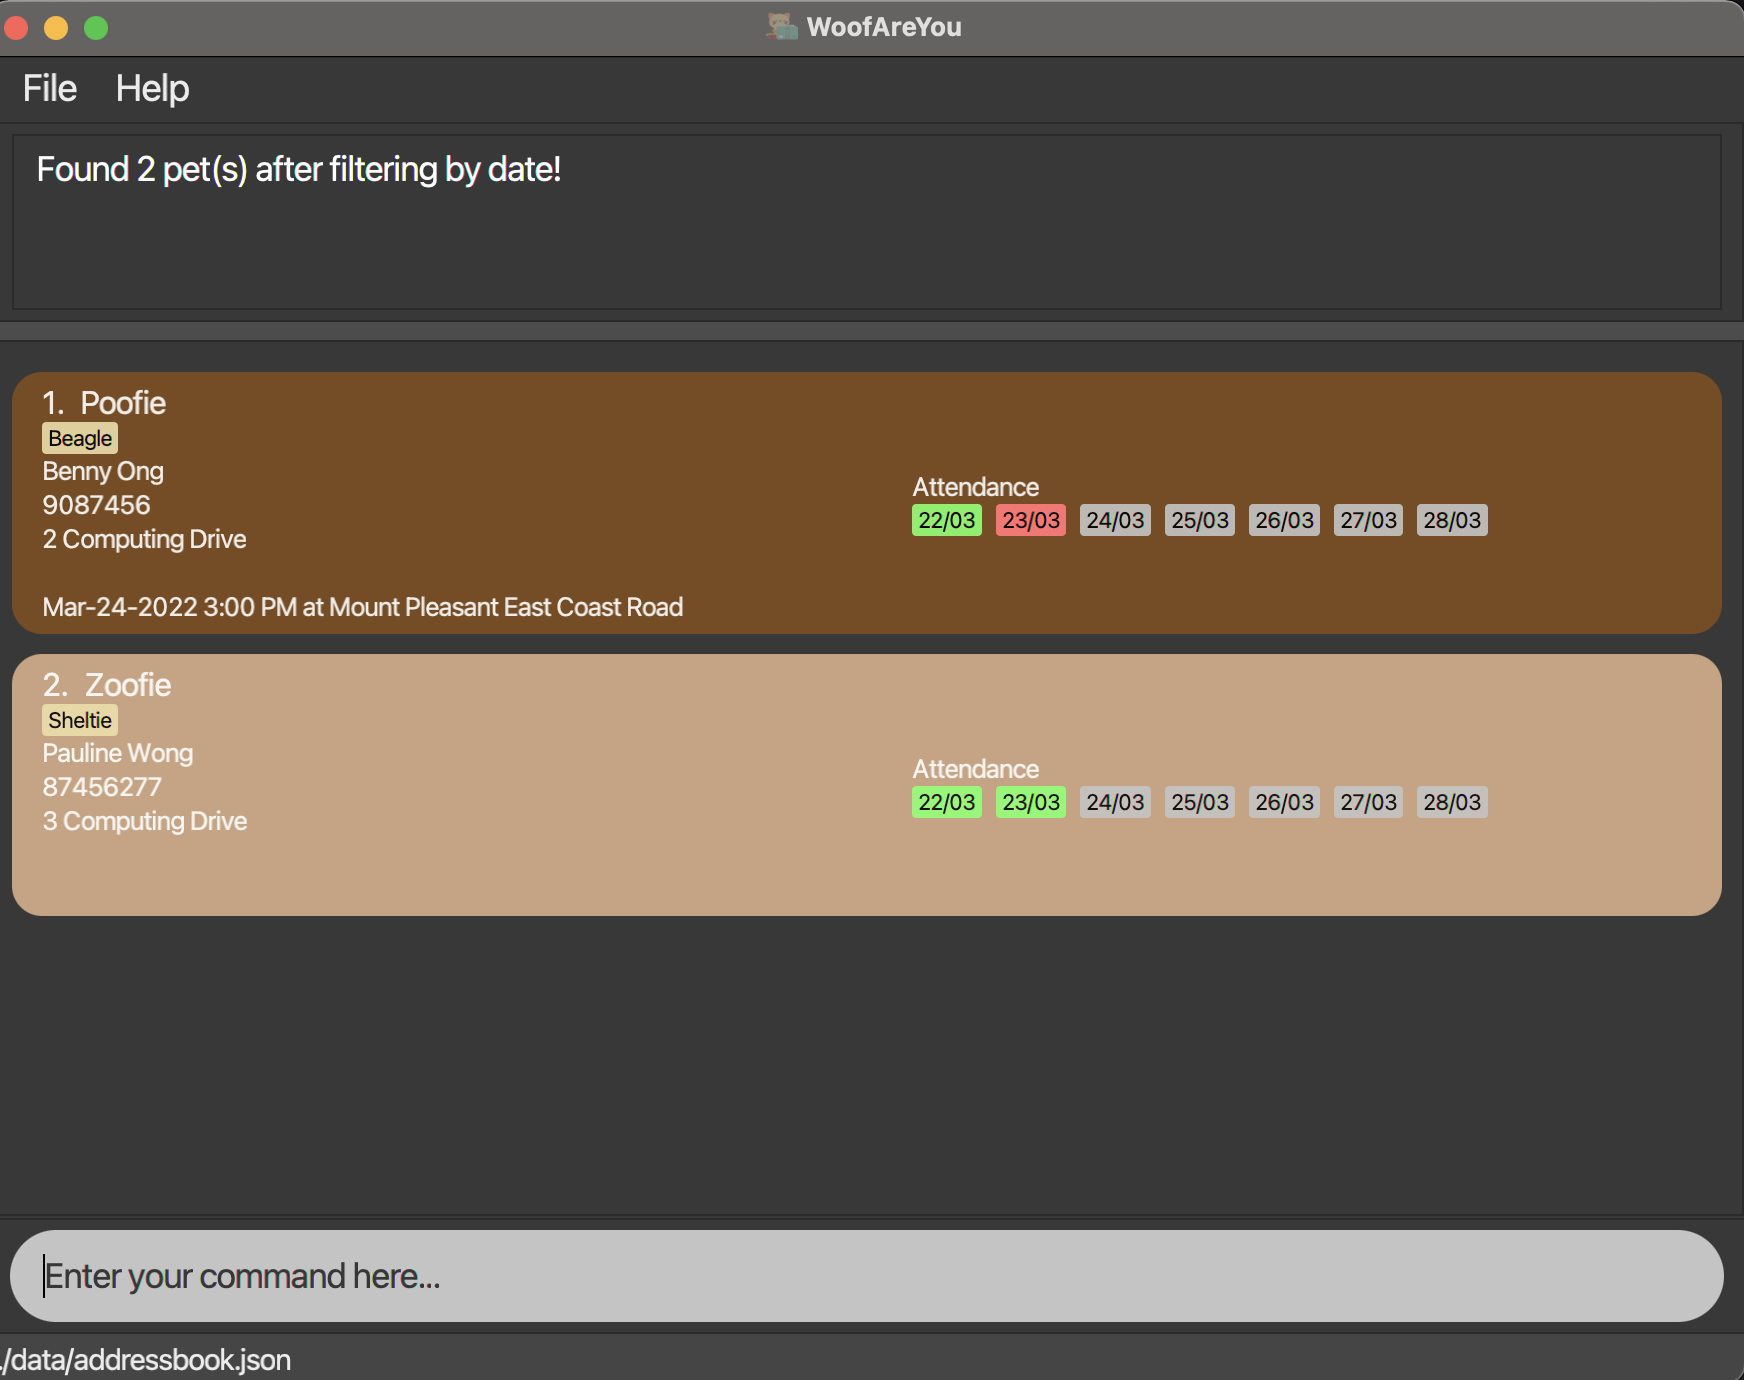 WoofAreYou
File Help
Found 2 pet(s) after filtering by date!
1. Poofie
Beagle
Benny Ong
9087456
2 Computing Drive
Mar-24-2022 3:00 PM at Mount Pleasant East Coast Road
Attendance
22/03 23/03 24/03 25/03 26/03 27/03 28/03
2. Zoofie
Sheltie
Pauline Wong
87456277
3 Computing Drive
Attendance
22/03 23/03 24/03 25/03 26/03 27/03 28/03
Enter your command here...
./data/addressbook.json